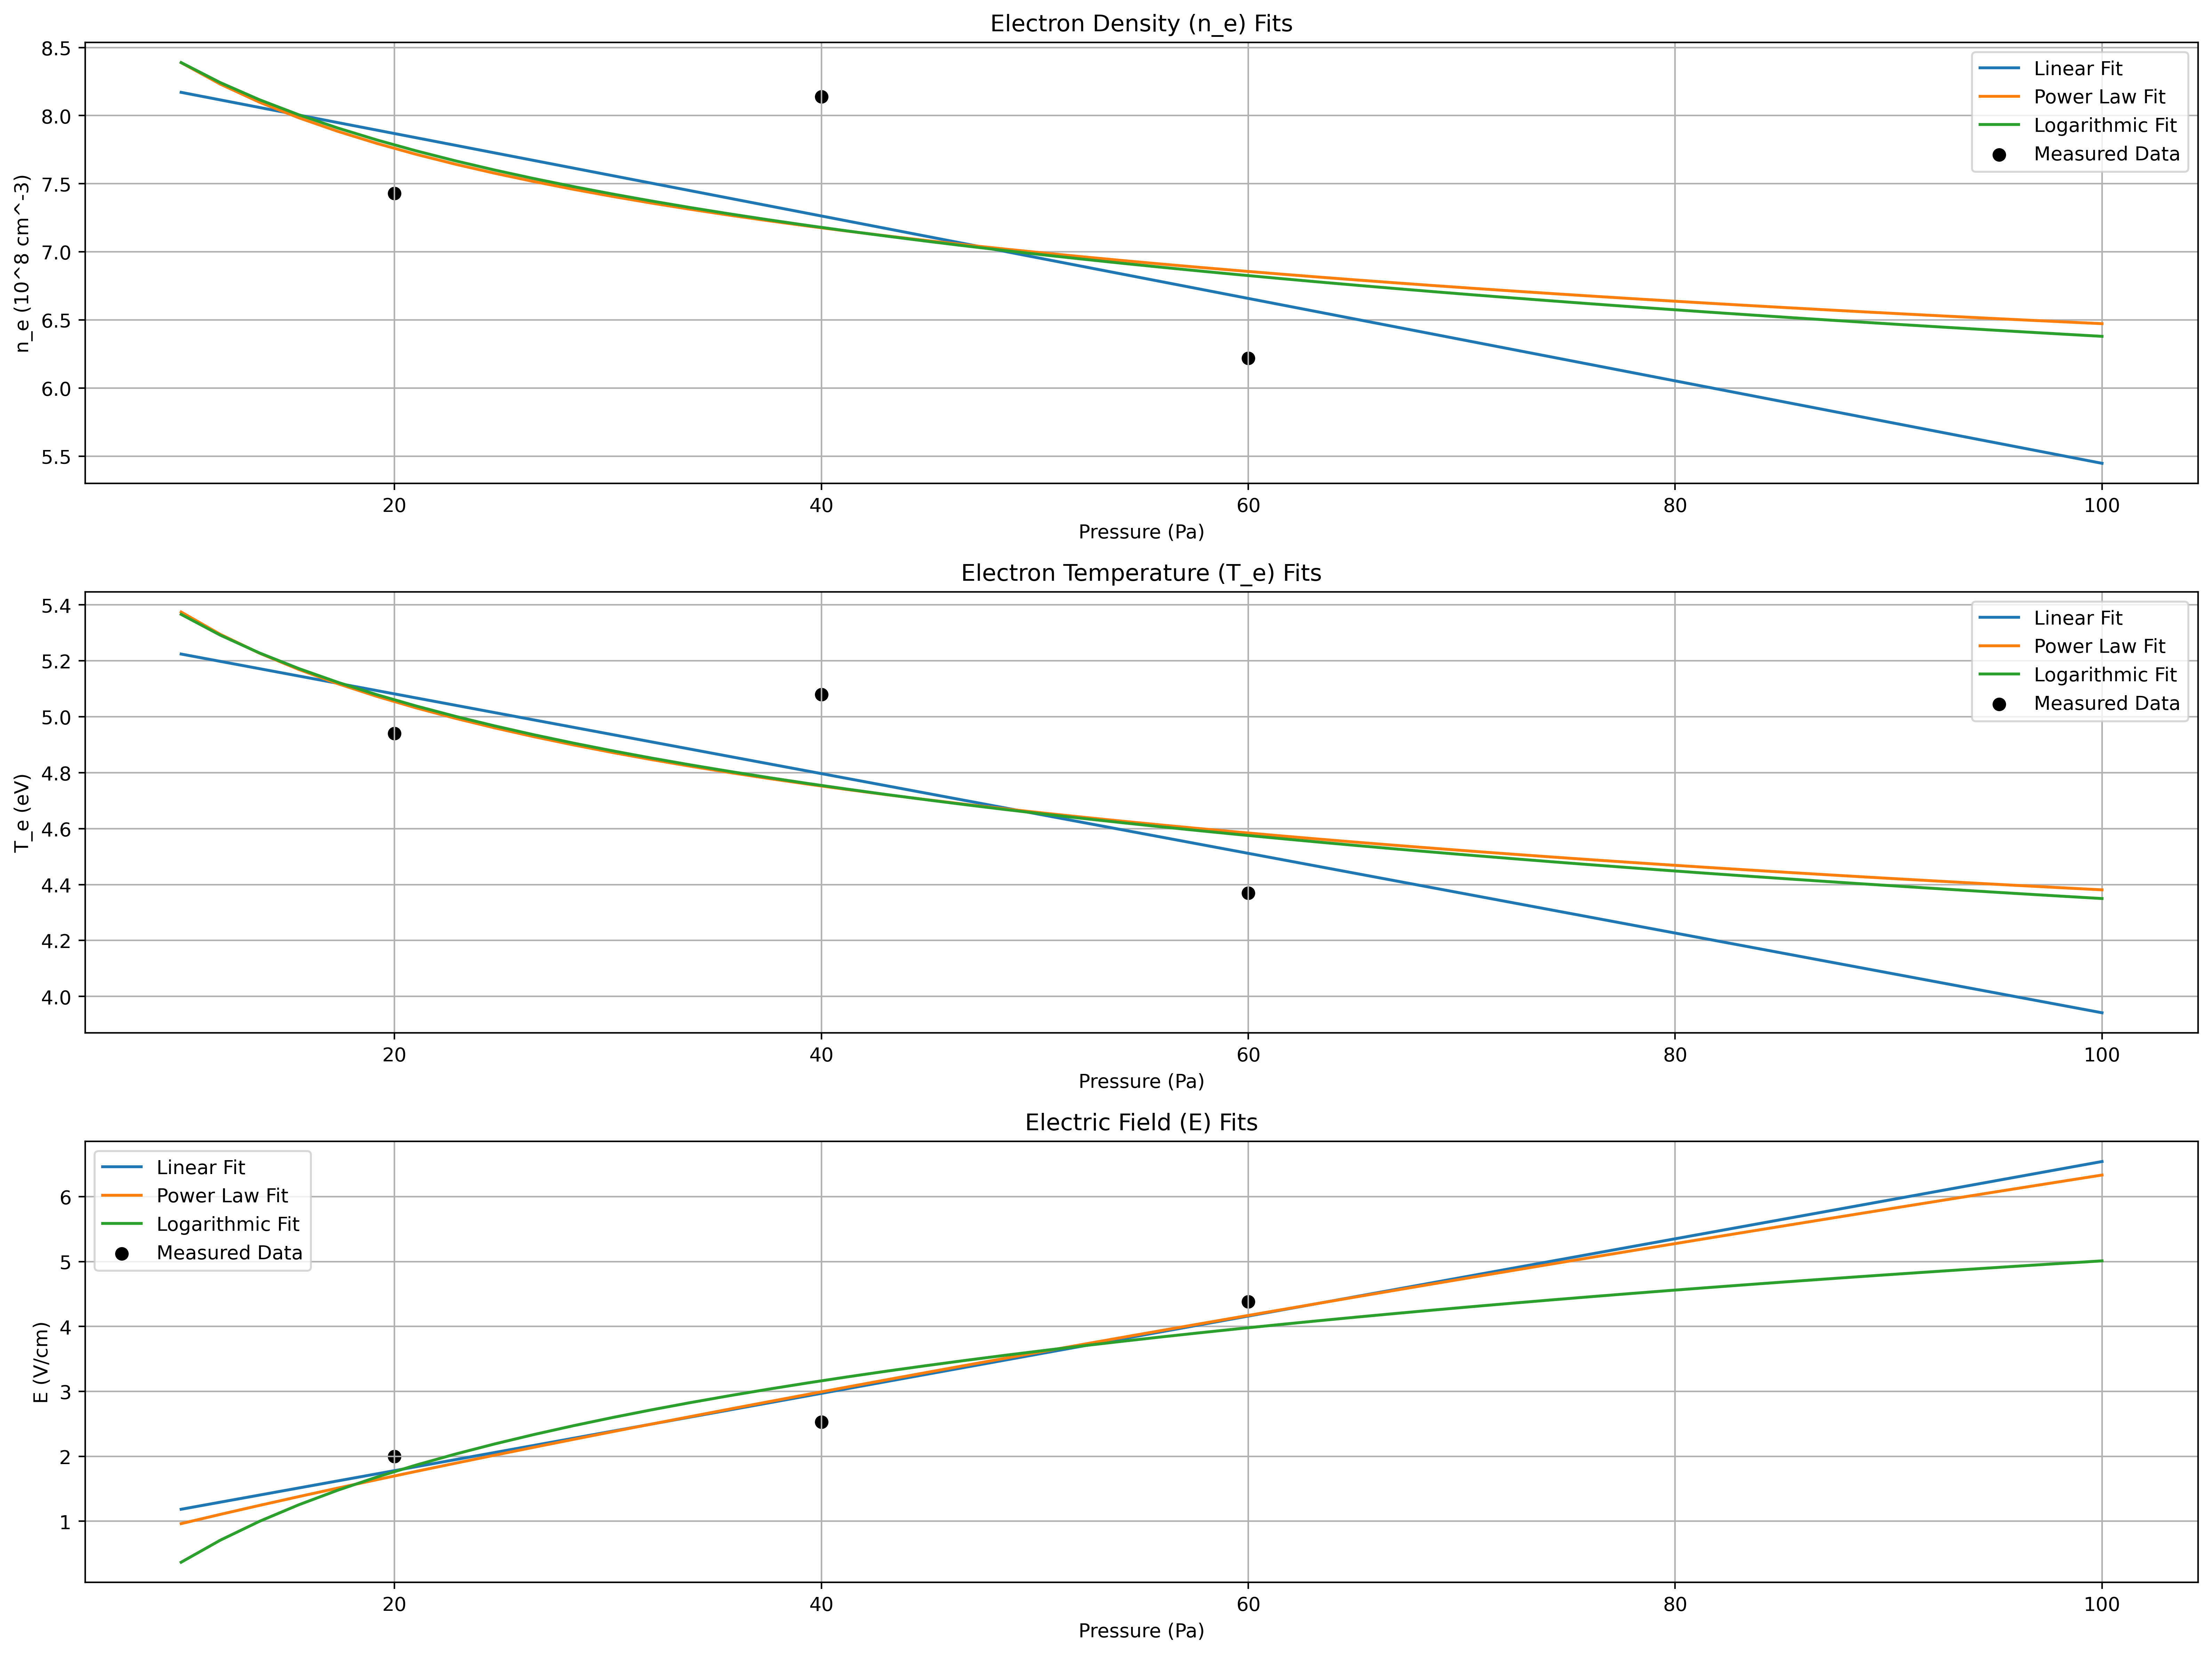 Electron Density (n_e) Fits
n_e (10^8 cm^-3)
8.5
8.0
7.5
7.0
6.5
6.0
5.5
Linear Fit
Power Law Fit
Logarithmic Fit
Measured Data
20 40 60 80 100
Pressure (Pa)
Electron Temperature (T_e) Fits
T_e (eV)
5.4
5.2
5.0
4.8
4.6
4.4
4.2
4.0
Linear Fit
Power Law Fit
Logarithmic Fit
Measured Data
20 40 60 80 100
Pressure (Pa)
Electric Field (E) Fits
E (V/cm)
6
5
4
3
2
1
Linear Fit
Power Law Fit
Logarithmic Fit
Measured Data
20 40 60 80 100
Pressure (Pa)